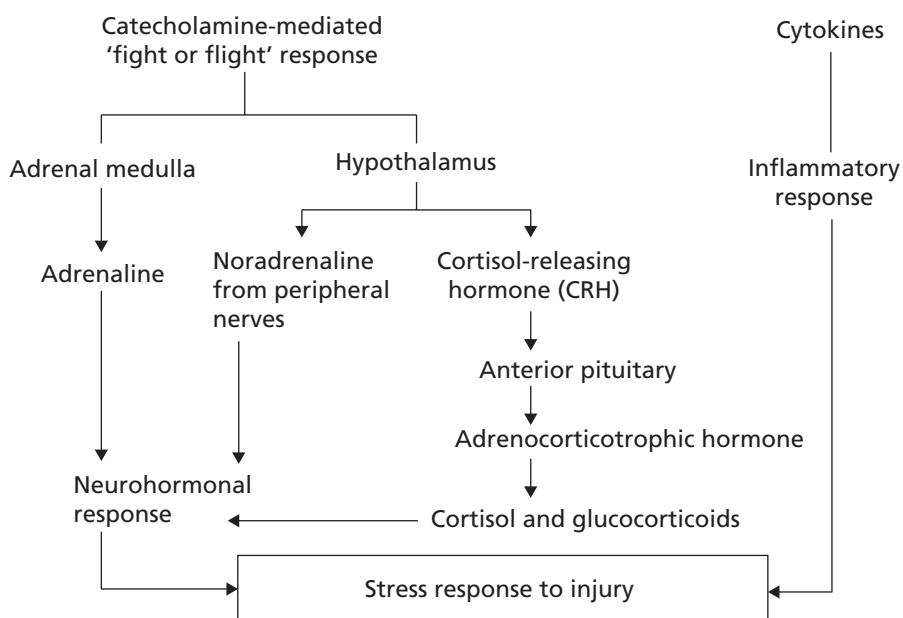 Catecholamine-mediated
‘fight or flight’ response
Cytokines
Adrenal medulla
Hypothalamus
Inflammatory
response
Adrenaline
Noradrenaline
from peripheral
nerves
Cortisol-releasing
hormone (CRH)
Anterior pituitary
Adrenocorticotrophic hormone
Neurohormonal
response
Cortisol and glucocorticoids
Stress response to injury